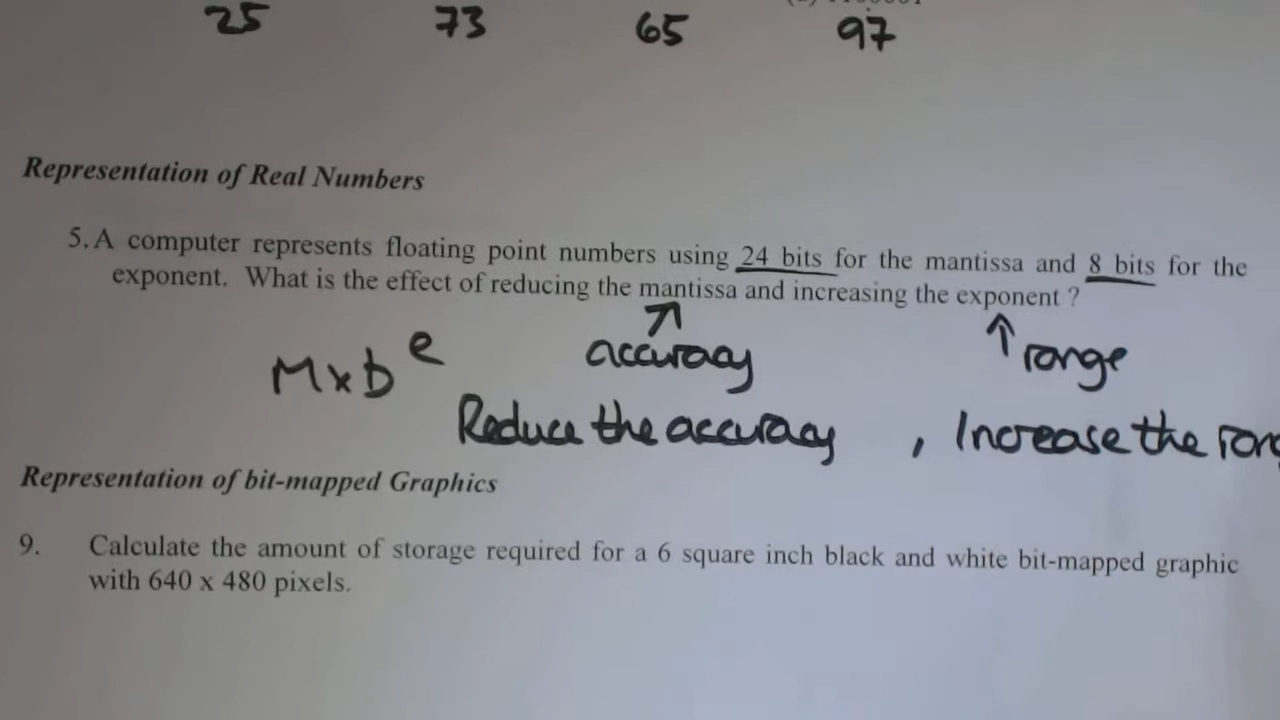 25 73 65 97
Representation of Real Numbers
5. A computer represents floating point numbers using 24 bits for the mantissa and 8 bits for the
exponent. What is the effect of reducing the mantissa and increasing the exponent ?
M x b e accuracy range
Reduce the accuracy , Increase the
Representation of bit-mapped Graphics
9. Calculate the amount of storage required for a 6 square inch black and white bit-mapped graphic
with 640 x 480 pixels.